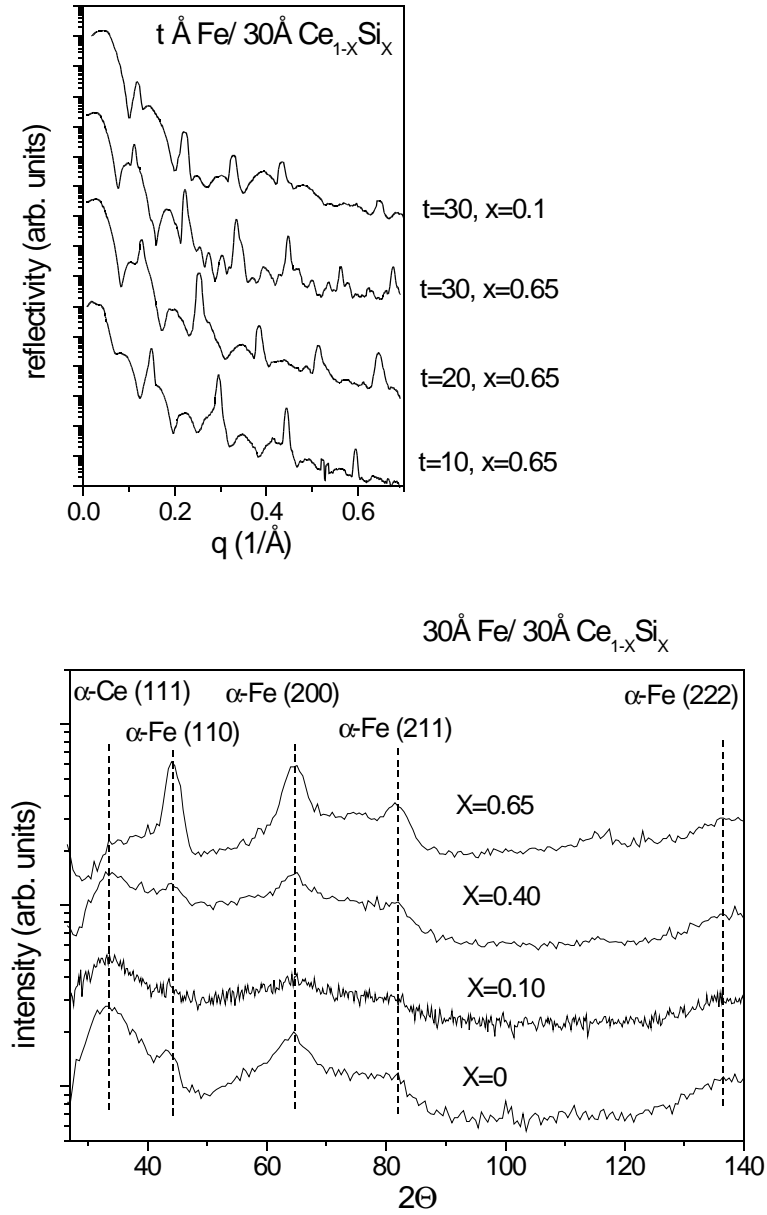 t Å Fe/ 30Å Ce1-XSiX
reflectivity (arb. units)
t=30, x=0.1
t=30, x=0.65
t=20, x=0.65
t=10, x=0.65
0.0 0.2 0.4 0.6
q (1/Å)
30Å Fe/ 30Å Ce1-XSiX
α-Ce (111) α-Fe (200) α-Fe (222)
α-Fe (110) α-Fe (211)
intensity (arb. units)
X=0.65
X=0.40
X=0.10
X=0
40 60 80 100 120 140
2Θ